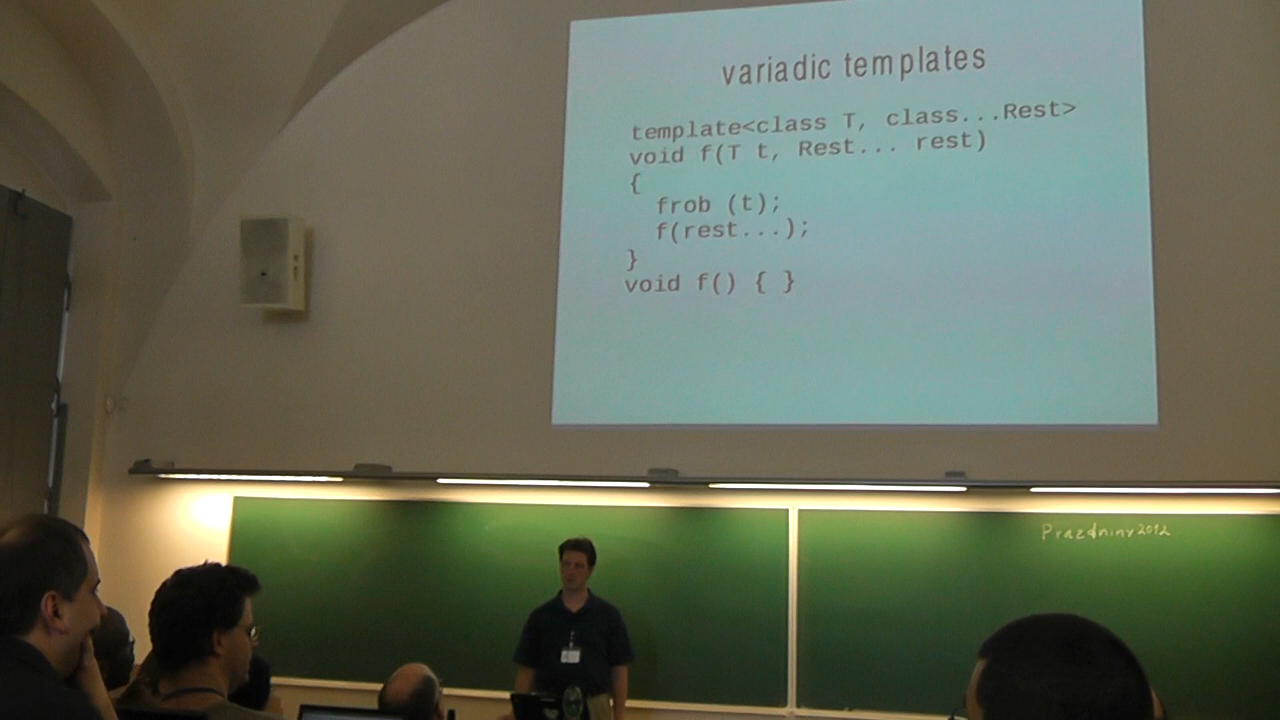 variadic templates
template<class T, class...Rest>
void f(T t, Rest... rest)
{
  frob (t);
  f(rest...);
}
void f() { }
Prazdniny2012